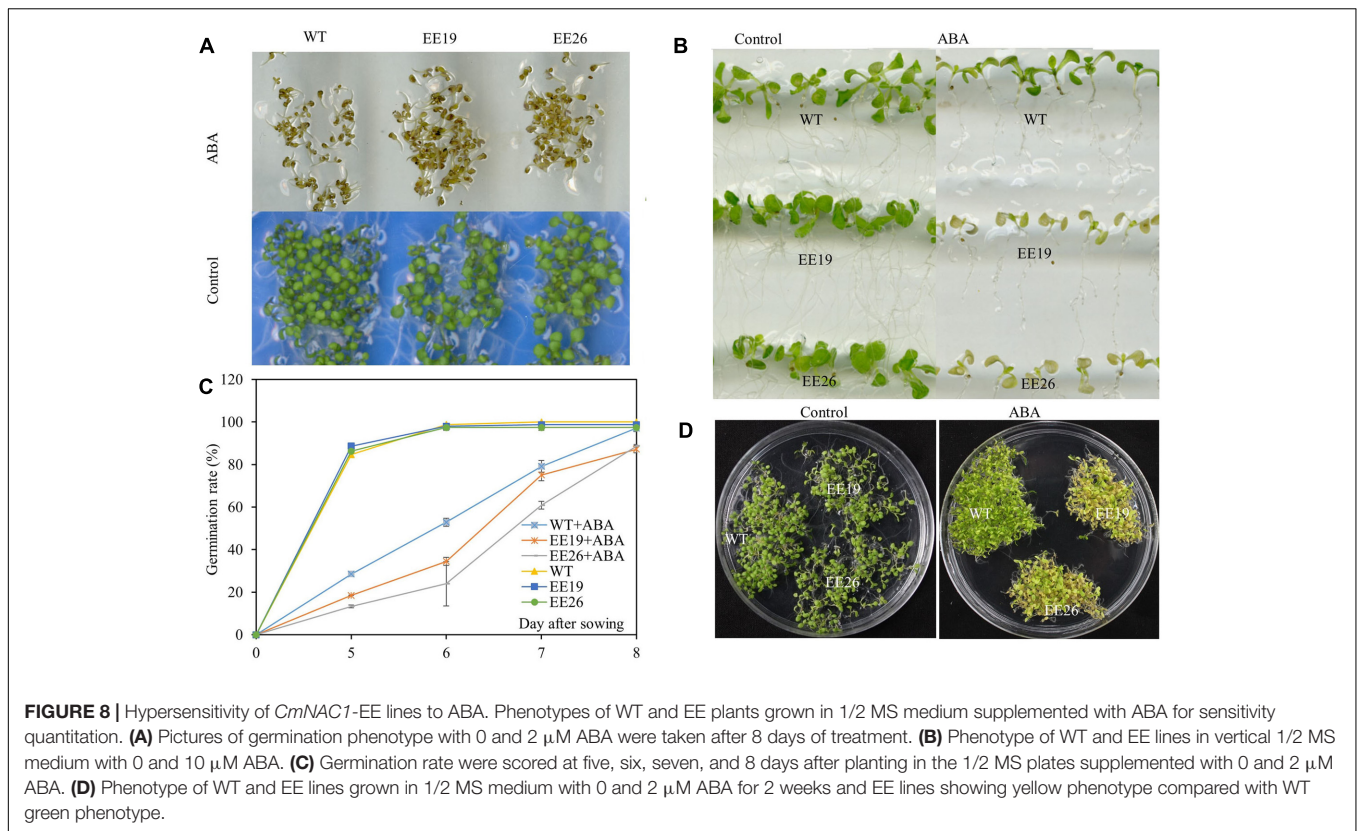 A
WT EE19 EE26
ABA
Control
B
Control ABA
WT WT
EE19 EE19
EE26 EE26
C
Germination rate (%)
120
100
80
60
40
20
0
WT+ABA
EE19+ABA
EE26+ABA
WT
EE19
EE26
Day after sowing
0 5 6 7 8
D
Control ABA
WT EE19 EE26
WT EE19 EE26
FIGURE 8 | Hypersensitivity of CmNAC1-EE lines to ABA. Phenotypes of WT and EE plants grown in 1/2 MS medium supplemented with ABA for sensitivity
quantitation. (A) Pictures of germination phenotype with 0 and 2 μM ABA were taken after 8 days of treatment. (B) Phenotype of WT and EE lines in vertical 1/2 MS
medium with 0 and 10 μM ABA. (C) Germination rate were scored at five, six, seven, and 8 days after planting in the 1/2 MS plates supplemented with 0 and 2 μM
ABA. (D) Phenotype of WT and EE lines grown in 1/2 MS medium with 0 and 2 μM ABA for 2 weeks and EE lines showing yellow phenotype compared with WT
green phenotype.